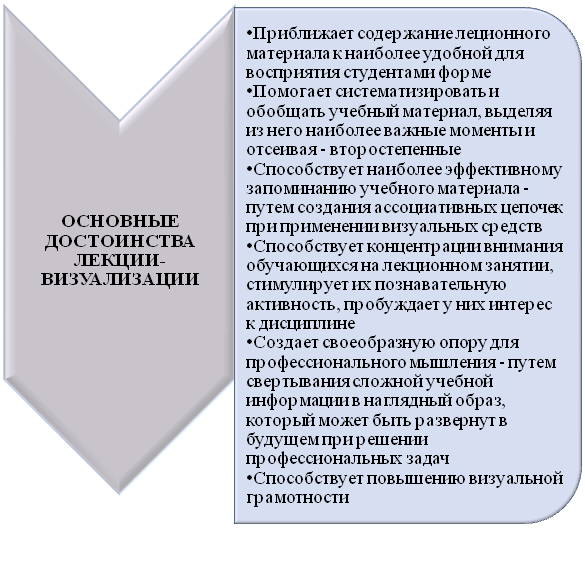 ОСНОВНЫЕ
ДОСТОИНСТВА
ЛЕКЦИИ-
ВИЗУАЛИЗАЦИИ
•Приближает содержание леционного
материала к наиболее удобной для
восприятия студентами форме
•Помогает систематизировать и
обобщать учебный материал, выделяя
из него наиболее важные моменты и
отсеивая - второстепенные
•Способствует наиболее эффективному
запоминанию учебного материала -
путем создания ассоциативных цепочек
при применении визуальных средств
•Способствует концентрации внимания
обучающихся на лекционном занятии,
стимулирует их познавательную
активность, пробуждает у них интерес
к дисциплине
•Создает своеобразную опору для
профессионального мышления - путем
свертывания сложной учебной
информации в наглядный образ,
который может быть развернут в
будущем при решении
профессиональных задач
•Способствует повышению визуальной
грамотности